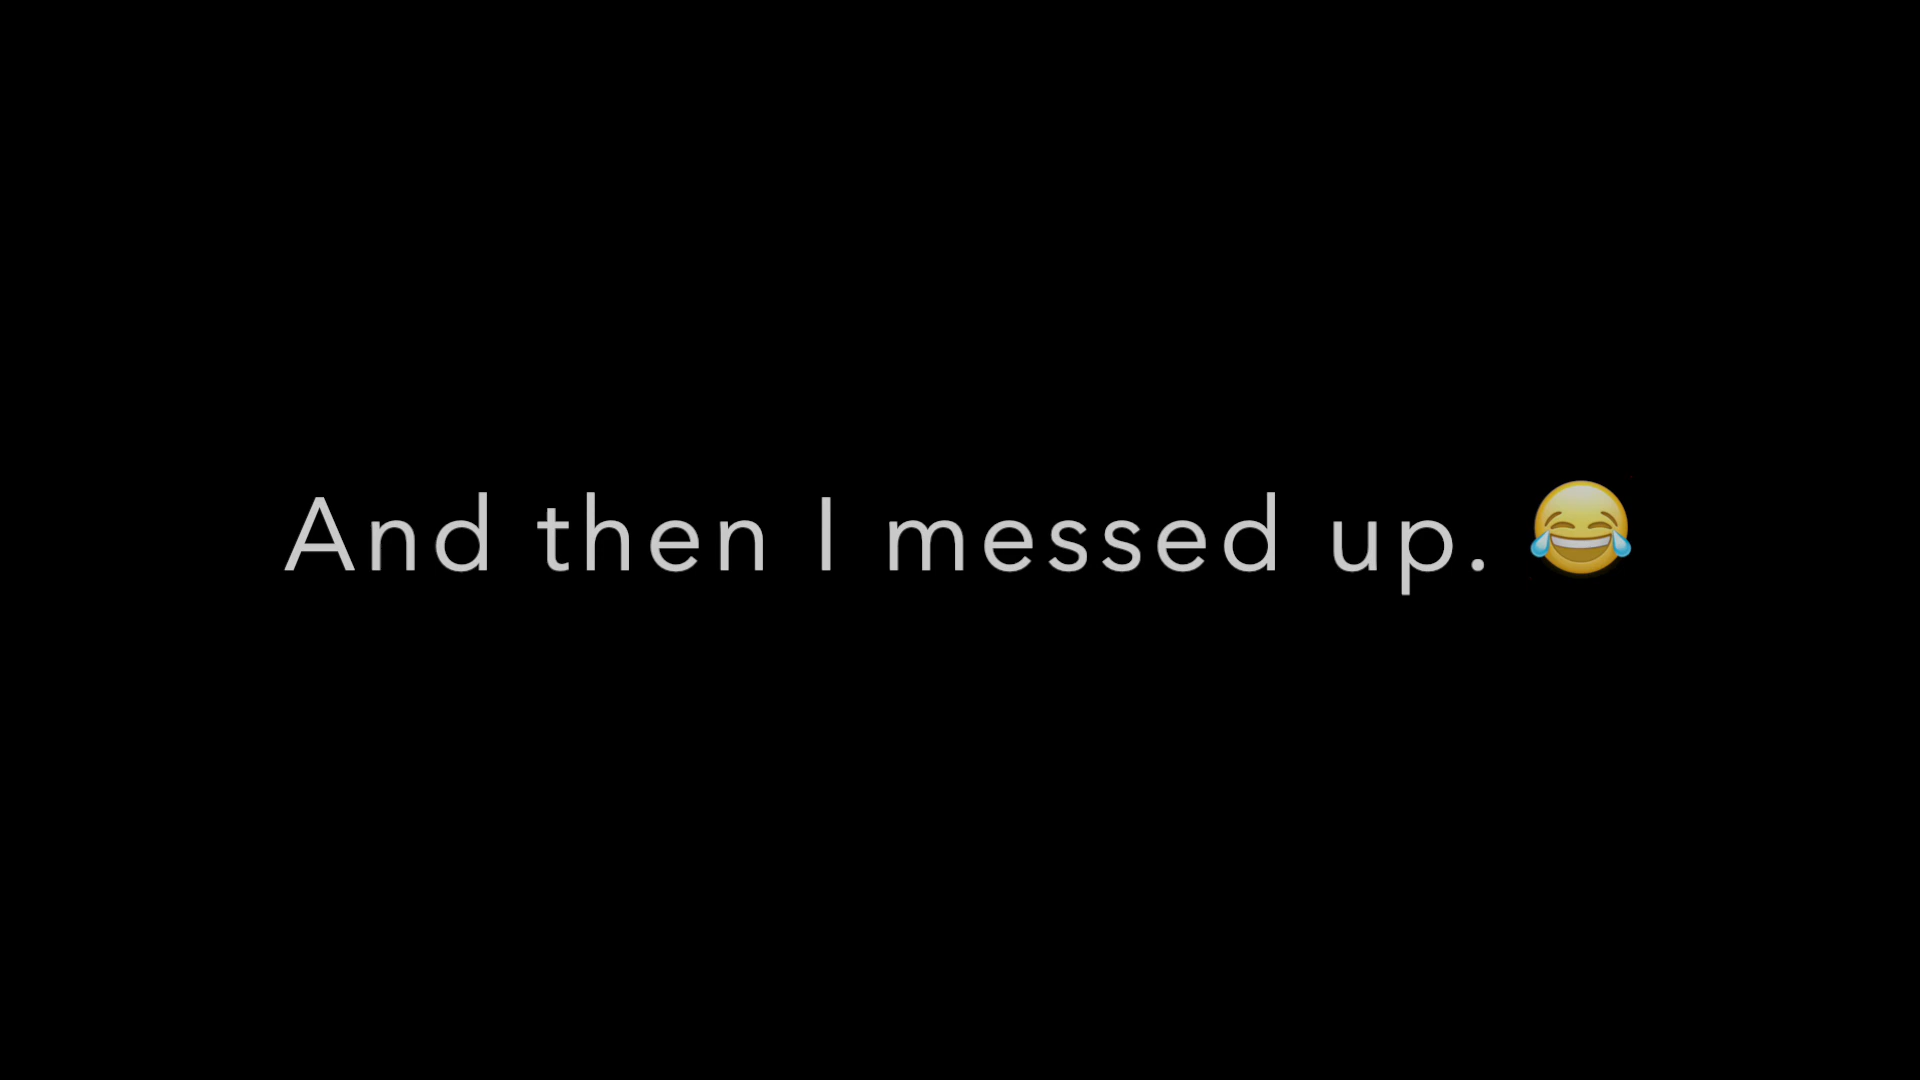 And then I messed up. 😂